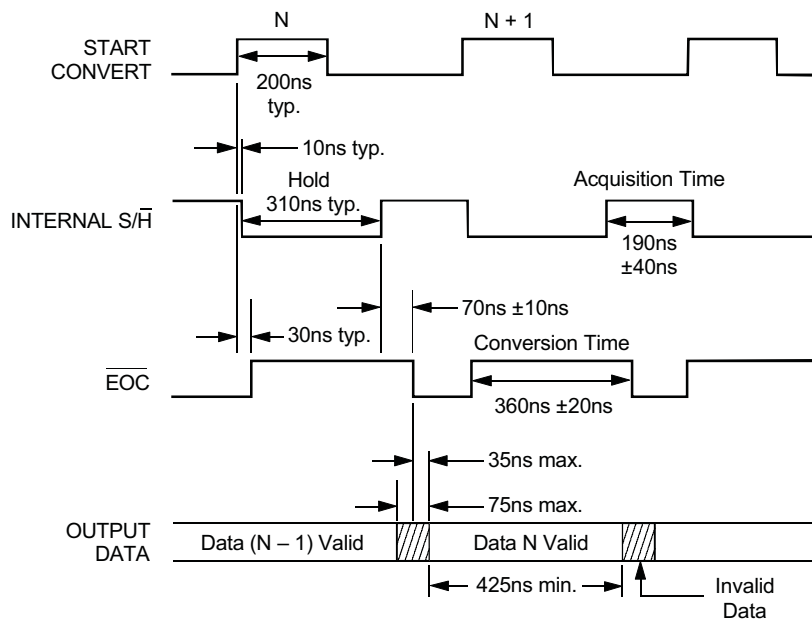 N
N + 1
START
CONVERT
200ns
typ.
10ns typ.
Hold
310ns typ.
Acquisition Time
INTERNAL S/H̅
190ns
±40ns
70ns ±10ns
30ns typ.
Conversion Time
E̅O̅C̅
360ns ±20ns
35ns max.
75ns max.
OUTPUT
DATA
Data (N – 1) Valid
Data N Valid
425ns min.
Invalid
Data